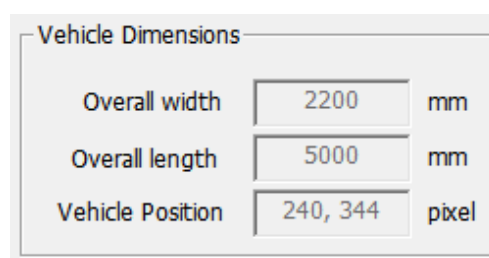 Vehicle Dimensions
Overall width 2200 mm
Overall length 5000 mm
Vehicle Position 240, 344 pixel